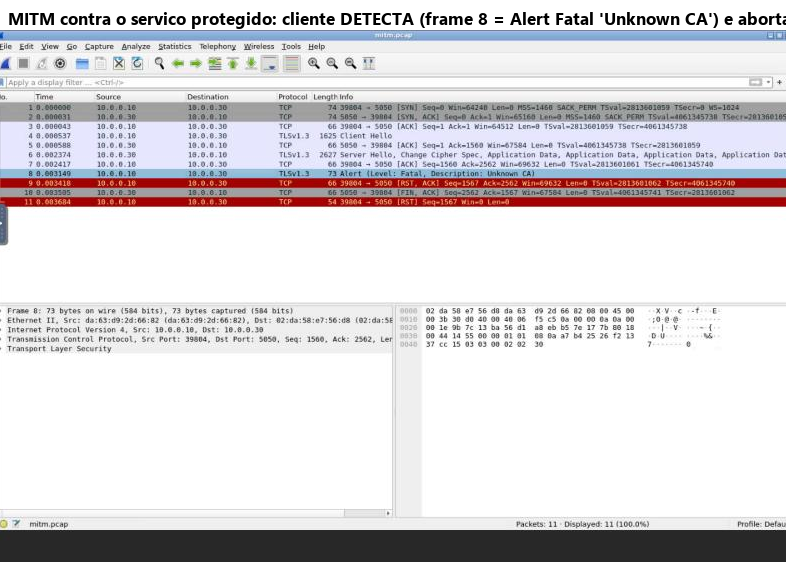 MITM contra o servico protegido: cliente DETECTA (frame 8 = Alert Fatal 'Unknown CA') e aborta
mitm.pcap
File Edit View Go Capture Analyze Statistics Telephony Wireless Tools Help
Apply a display filter ... <Ctrl-/>
No. Time Source Destination Protocol Length Info
1 0.000000 10.0.0.10 10.0.0.30 TCP 74 39804 → 5050 [SYN] Seq=0 Win=64240 Len=0 MSS=1460 SACK_PERM TSval=2813601059 TSecr=0 WS=1024
2 0.000031 10.0.0.30 10.0.0.10 TCP 74 5050 → 39804 [SYN, ACK] Seq=0 Ack=1 Win=65160 Len=0 MSS=1460 SACK_PERM TSval=4061345738 TSecr=281360105
3 0.000043 10.0.0.10 10.0.0.30 TCP 66 39804 → 5050 [ACK] Seq=1 Ack=1 Win=64512 Len=0 TSval=2813601059 TSecr=4061345738
4 0.000537 10.0.0.10 10.0.0.30 TLSv1.3 1625 Client Hello
5 0.000588 10.0.0.30 10.0.0.10 TCP 66 5050 → 39804 [ACK] Seq=1 Ack=1560 Win=67584 Len=0 TSval=4061345738 TSecr=2813601059
6 0.002374 10.0.0.30 10.0.0.10 TLSv1.3 2627 Server Hello, Change Cipher Spec, Application Data, Application Data, Application Data, Application Dat
7 0.002417 10.0.0.10 10.0.0.30 TCP 66 39804 → 5050 [ACK] Seq=1560 Ack=2562 Win=69632 Len=0 TSval=2813601061 TSecr=4061345740
8 0.003149 10.0.0.10 10.0.0.30 TLSv1.3 73 Alert (Level: Fatal, Description: Unknown CA)
9 0.003418 10.0.0.10 10.0.0.30 TCP 66 39804 → 5050 [RST, ACK] Seq=1567 Ack=2562 Win=69632 Len=0 TSval=2813601062 TSecr=4061345740
10 0.003505 10.0.0.30 10.0.0.10 TCP 66 5050 → 39804 [FIN, ACK] Seq=2562 Ack=1567 Win=67584 Len=0 TSval=4061345741 TSecr=2813601062
11 0.003684 10.0.0.10 10.0.0.30 TCP 54 39804 → 5050 [RST] Seq=1567 Win=0 Len=0
Frame 8: 73 bytes on wire (584 bits), 73 bytes captured (584 bits)
Ethernet II, Src: da:63:d9:2d:66:82 (da:63:d9:2d:66:82), Dst: 02:da:58:e7:56:d8 (02:da:58
Internet Protocol Version 4, Src: 10.0.0.10, Dst: 10.0.0.30
Transmission Control Protocol, Src Port: 39804, Dst Port: 5050, Seq: 1560, Ack: 2562, Len
Transport Layer Security
0000 02 da 58 e7 56 d8 da 63 d9 2d 66 82 08 00 45 00 ··X·V··c ·-f···E·
0010 00 3b 30 d0 40 00 40 06 f5 c5 0a 00 00 0a 0a 00 ·;0·@·@· ········
0020 00 1e 9b 7c 13 ba 56 d1 a8 eb b5 7e 17 7b 80 18 ···|··V· ···~·{··
0030 00 44 14 55 00 00 01 01 08 0a a7 b4 25 26 f2 13 ·D·U···· ····%&··
0040 37 cc 15 03 03 00 02 02 30 7······· 0
mitm.pcap Packets: 11 · Displayed: 11 (100.0%) Profile: Defau